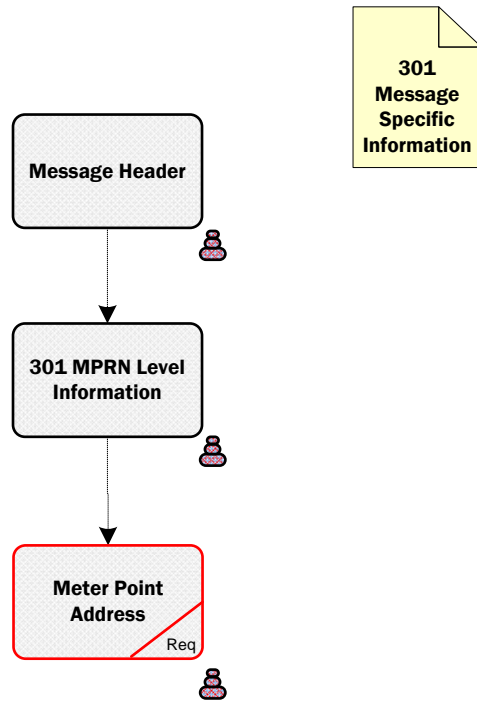 301
Message
Specific
Information
Message Header
301 MPRN Level
Information
Meter Point
Address
Req